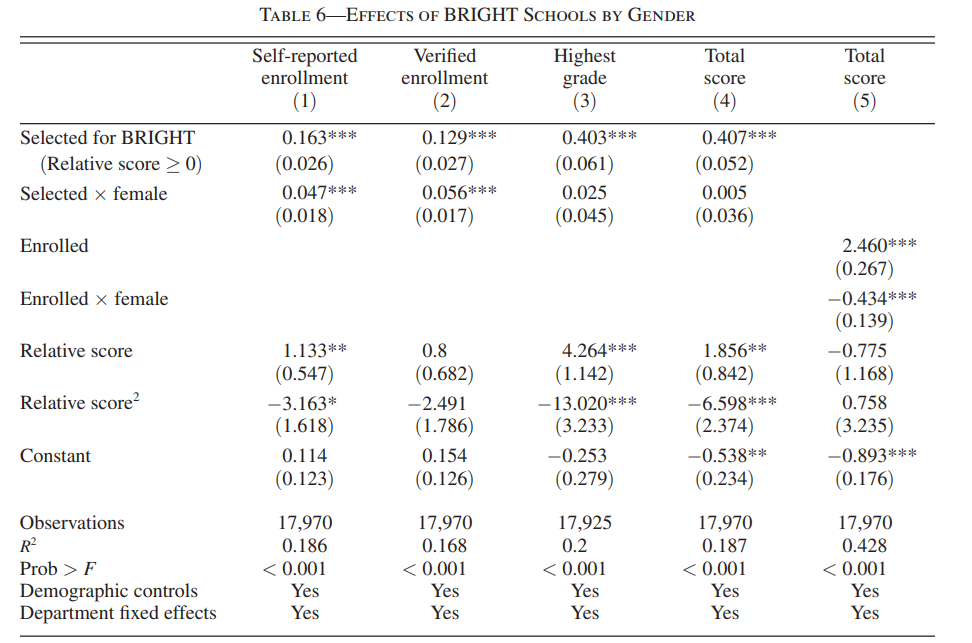 TABLE 6—EFFECTS OF BRIGHT SCHOOLS BY GENDER
Self-reported enrollment (1) Verified enrollment (2) Highest grade (3) Total score (4) Total score (5)
Selected for BRIGHT 0.163*** 0.129*** 0.403*** 0.407***
(Relative score ≥ 0) (0.026) (0.027) (0.061) (0.052)
Selected × female 0.047*** 0.056*** 0.025 0.005
(0.018) (0.017) (0.045) (0.036)
Enrolled 2.460***
(0.267)
Enrolled × female −0.434***
(0.139)
Relative score 1.133** 0.8 4.264*** 1.856** −0.775
(0.547) (0.682) (1.142) (0.842) (1.168)
Relative score² −3.163* −2.491 −13.020*** −6.598*** 0.758
(1.618) (1.786) (3.233) (2.374) (3.235)
Constant 0.114 0.154 −0.253 −0.538** −0.893***
(0.123) (0.126) (0.279) (0.234) (0.176)
Observations 17,970 17,970 17,925 17,970 17,970
R² 0.186 0.168 0.2 0.187 0.428
Prob > F < 0.001 < 0.001 < 0.001 < 0.001 < 0.001
Demographic controls Yes Yes Yes Yes Yes
Department fixed effects Yes Yes Yes Yes Yes